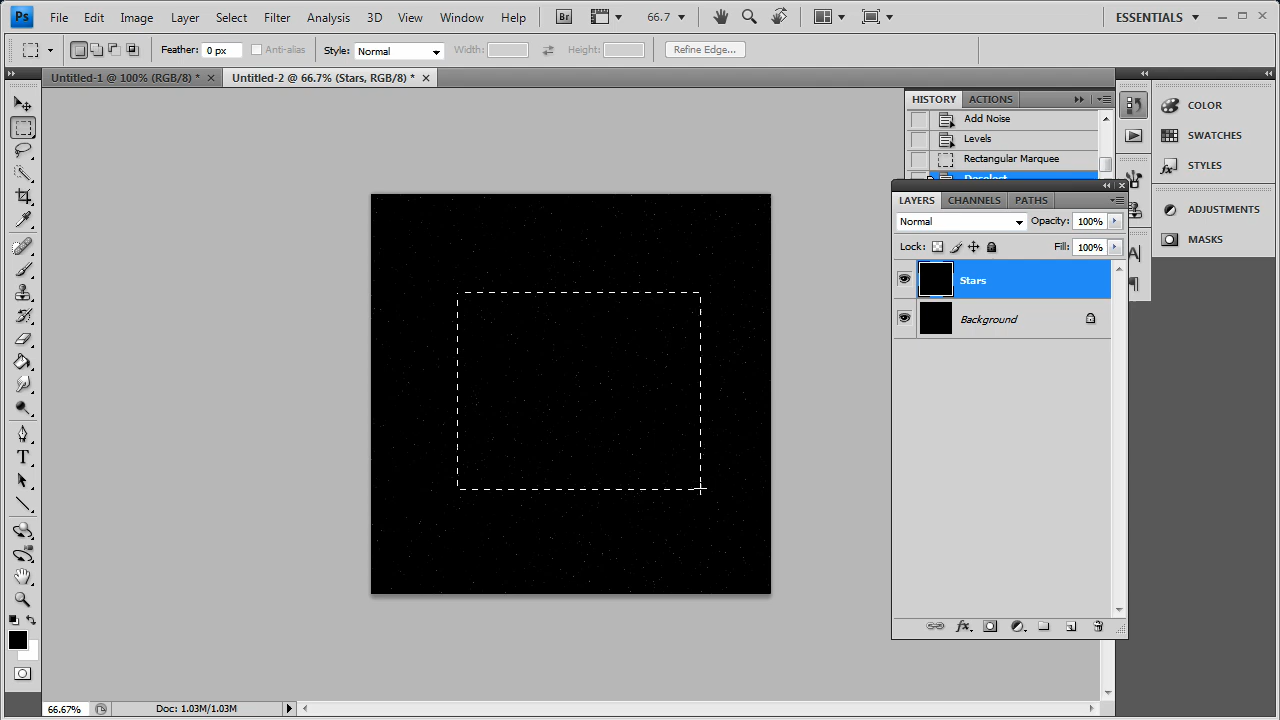 Ps File Edit Image Layer Select Filter Analysis 3D View Window Help Br 66.7 ESSENTIALS
Feather: 0 px Anti-alias Style: Normal Width: Height: Refine Edge...
Untitled-1 @ 100% (RGB/8) * Untitled-2 @ 66.7% (Stars, RGB/8) *
HISTORY ACTIONS
Add Noise
Levels
Rectangular Marquee
Deselect
COLOR
SWATCHES
STYLES
ADJUSTMENTS
MASKS
LAYERS CHANNELS PATHS
Normal Opacity: 100%
Lock: Fill: 100%
Stars
Background
66.67% Doc: 1.03M/1.03M